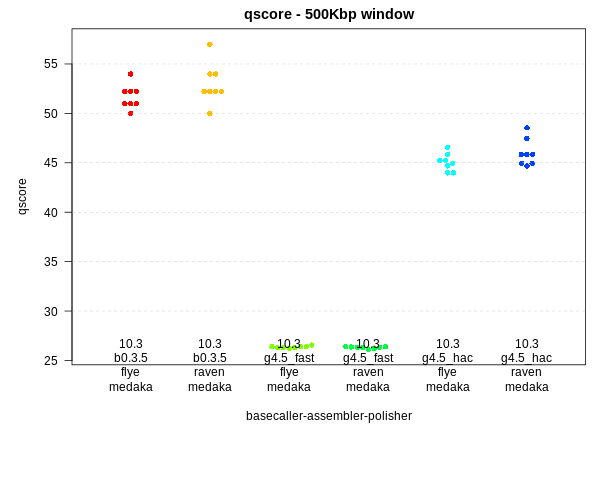 qscore - 500Kbp window
qscore
55
50
45
40
35
30
25
10.3 10.3 10.3 10.3 10.3 10.3
b0.3.5 b0.3.5 g4.5_fast g4.5_fast g4.5_hac g4.5_hac
flye raven flye raven flye raven
medaka medaka medaka medaka medaka medaka
basecaller-assembler-polisher